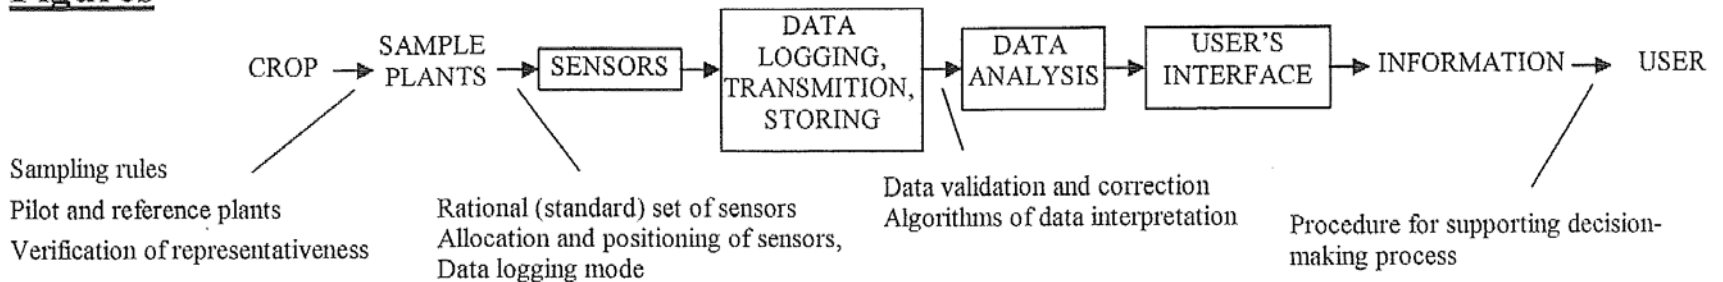 Figures
CROP
SAMPLE
PLANTS
SENSORS
DATA
LOGGING,
TRANSMITION,
STORING
DATA
ANALYSIS
USER'S
INTERFACE
INFORMATION
USER
Sampling rules
Pilot and reference plants
Verification of representativeness
Rational (standard) set of sensors
Allocation and positioning of sensors,
Data logging mode
Data validation and correction
Algorithms of data interpretation
Procedure for supporting decision-
making process